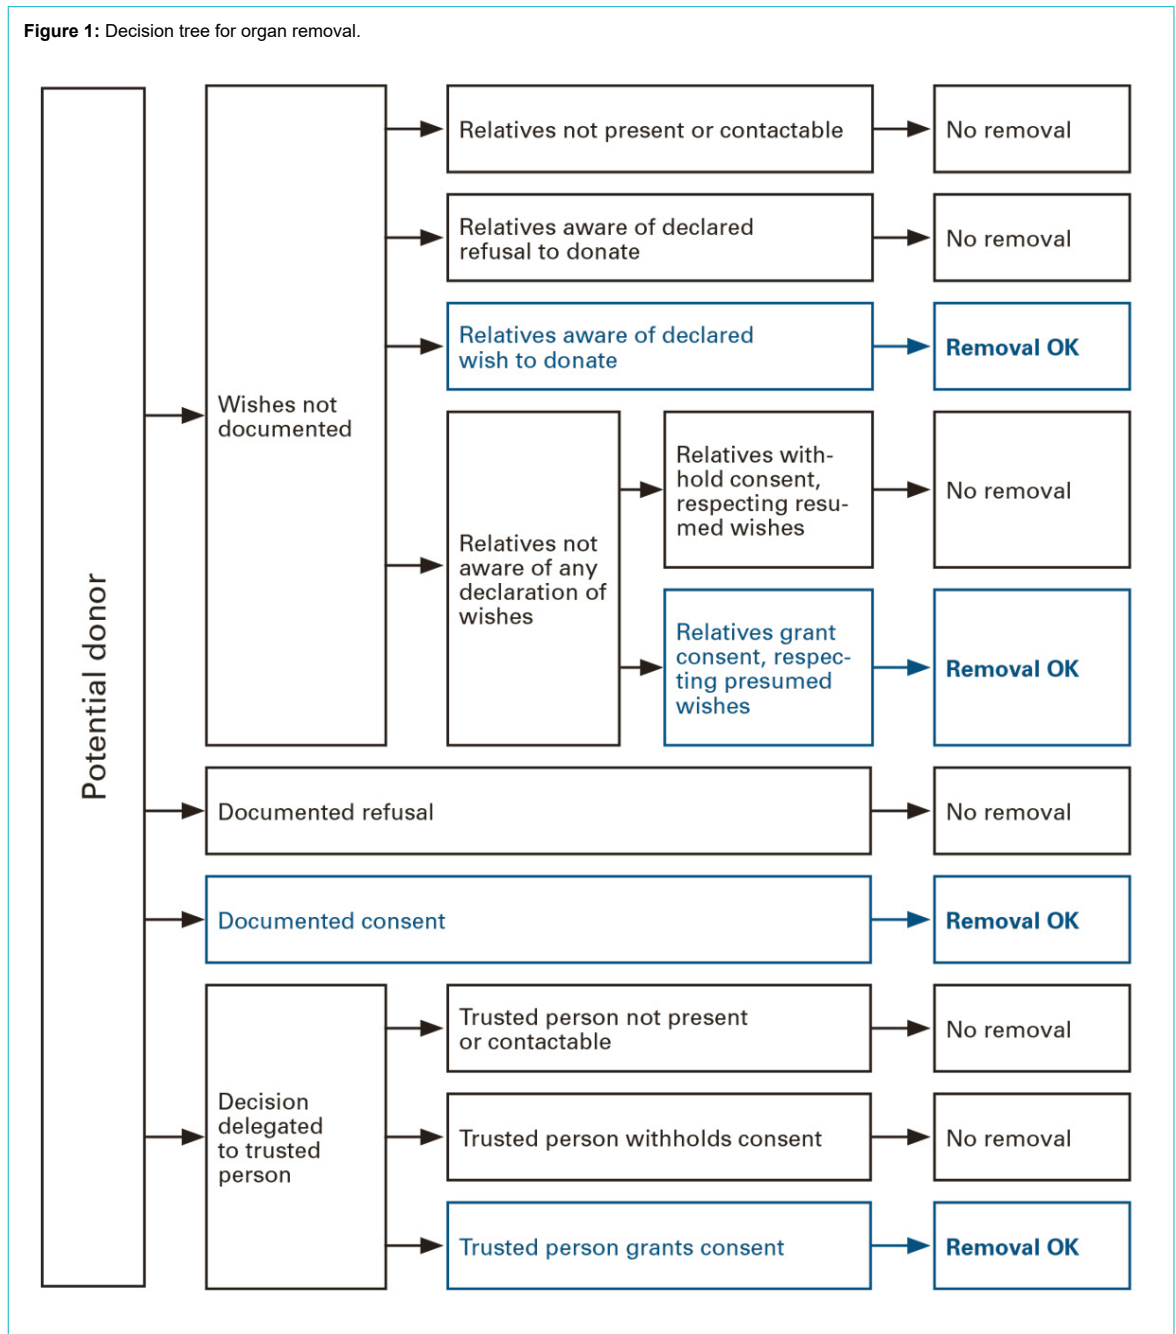 Figure 1: Decision tree for organ removal.
Potential donor
Wishes not
documented
Relatives not present or contactable
No removal
Relatives aware of declared
refusal to donate
No removal
Relatives aware of declared
wish to donate
Removal OK
Relatives not
aware of any
declaration of
wishes
Relatives with-
hold consent,
respecting resu-
med wishes
No removal
Relatives grant
consent, respec-
ting presumed
wishes
Removal OK
Documented refusal
No removal
Documented consent
Removal OK
Decision
delegated
to trusted
person
Trusted person not present
or contactable
No removal
Trusted person withholds consent
No removal
Trusted person grants consent
Removal OK